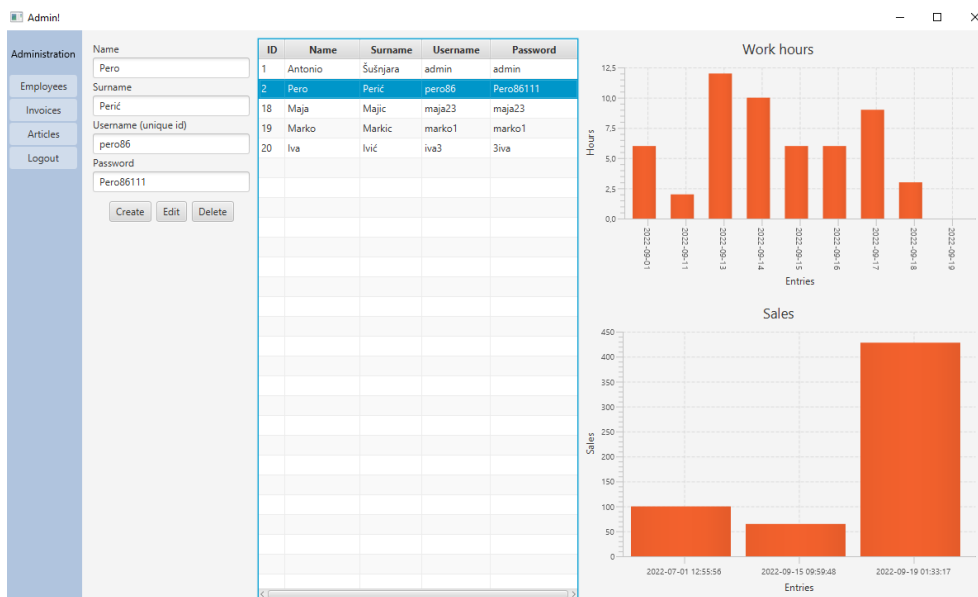 Admin!
Administration
Employees
Invoices
Articles
Logout
Name
Pero
Surname
Perić
Username (unique id)
pero86
Password
Pero86111
Create Edit Delete
ID Name Surname Username Password
1 Antonio Šušnjara admin admin
2 Pero Perić pero86 Pero86111
18 Maja Majic maja23 maja23
19 Marko Markic marko1 marko1
20 Iva Ivić iva3 3iva
Work hours
Hours
12,5
10,0
7,5
5,0
2,5
0,0
2022-09-01 2022-09-11 2022-09-13 2022-09-14 2022-09-15 2022-09-16 2022-09-17 2022-09-18 2022-09-19
Entries
Sales
Sales
450
400
350
300
250
200
150
100
50
0
2022-07-01 12:55:56 2022-09-15 09:59:48 2022-09-19 01:33:17
Entries